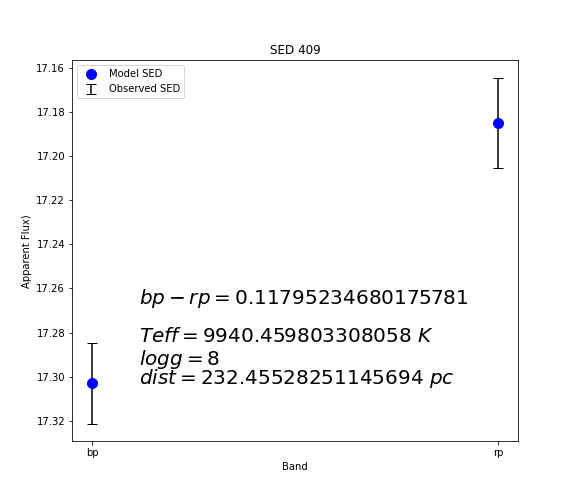 SED 409
17.16
17.18
17.20
17.22
17.24
17.26
17.28
17.30
17.32
Apparent Flux)
Model SED
Observed SED
bp − rp = 0.11795234680175781
Teff = 9940.459803308058 K
logg = 8
dist = 232.45528251145694 pc
bp
rp
Band